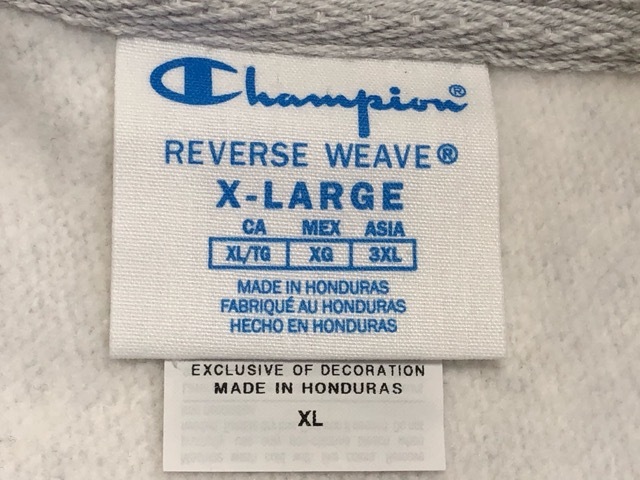 Champion®
REVERSE WEAVE®
X-LARGE
CA MEX ASIA
XL/TG XG 3XL
MADE IN HONDURAS
FABRIQUÉ AU HONDURAS
HECHO EN HONDURAS
EXCLUSIVE OF DECORATION
MADE IN HONDURAS
XL